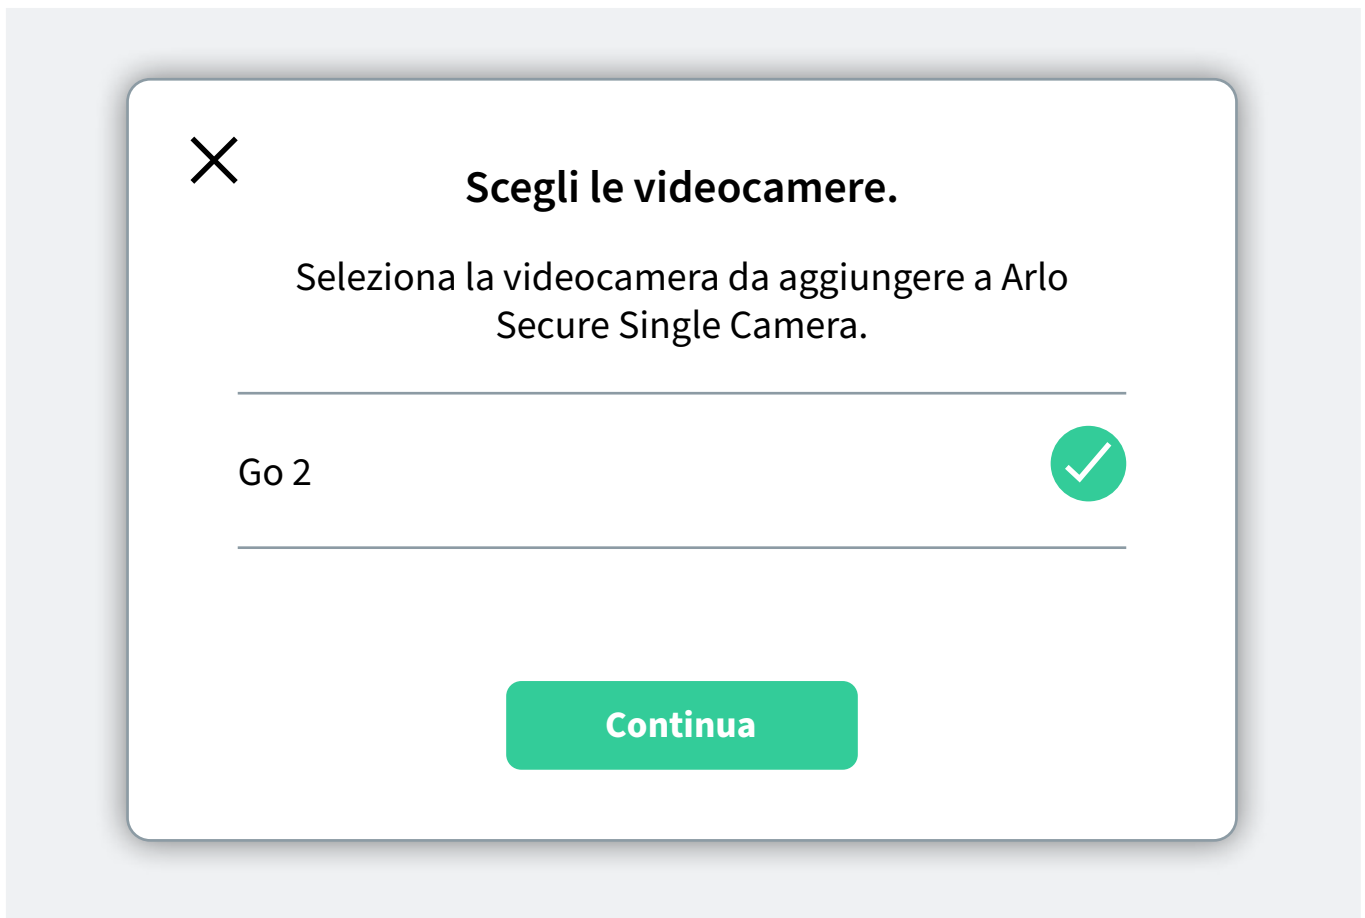 Scegli le videocamere.
Seleziona la videocamera da aggiungere a Arlo
Secure Single Camera.
Go 2
Continua